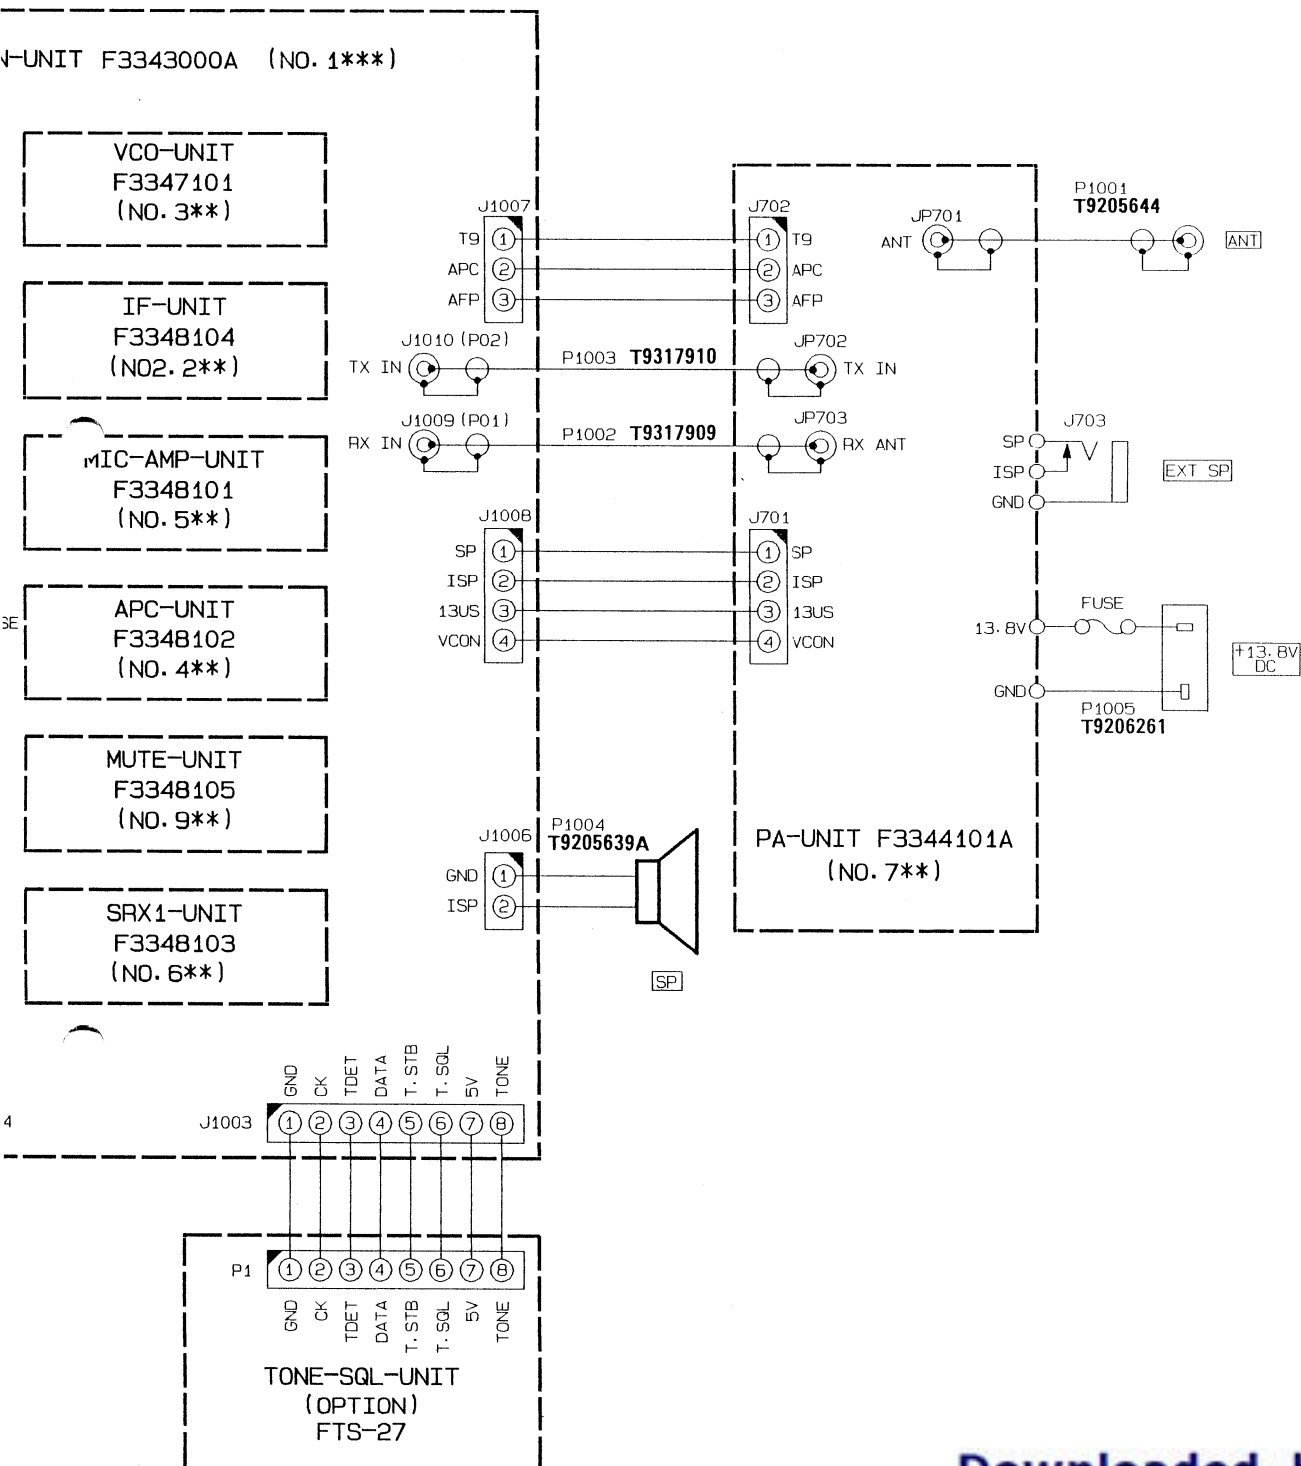 -UNIT F3343000A (NO. 1***)
VCO-UNIT
F3347101
(NO. 3**)
IF-UNIT
F3348104
(NO2. 2**)
MIC-AMP-UNIT
F3348101
(NO. 5**)
APC-UNIT
F3348102
(NO. 4**)
SE
MUTE-UNIT
F3348105
(NO. 9**)
SRX1-UNIT
F3348103
(NO. 6**)
J1007
T9 1
APC 2
AFP 3
J702
1 T9
2 APC
3 AFP
J1010 (P02)
TX IN
P1003 T9317910
JP702
TX IN
J1009 (P01)
RX IN
P1002 T9317909
JP703
RX ANT
J1008
SP 1
ISP 2
13US 3
VCON 4
J701
1 SP
2 ISP
3 13US
4 VCON
JP701
ANT
P1001
T9205644
ANT
J703
SP
ISP
GND
EXT SP
FUSE
13.8V
GND
P1005
T9206261
+13.8V
DC
PA-UNIT F3344101A
(NO. 7**)
J1006
GND 1
ISP 2
P1004
T9205639A
SP
GND CK TDET DATA T.STB T.SQL 5V TONE
4
J1003 1 2 3 4 5 6 7 8
P1 1 2 3 4 5 6 7 8
GND CK TDET DATA T.STB T.SQL 5V TONE
TONE-SQL-UNIT
(OPTION)
FTS-27
Downloaded